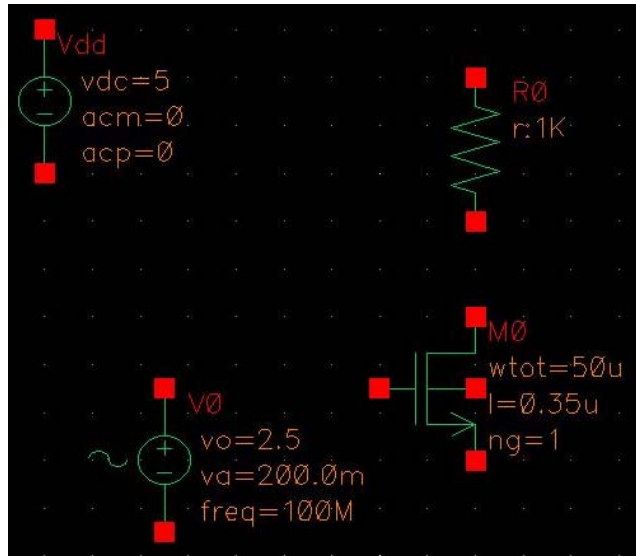 Vdd
vdc=5
acm=0
acp=0
R0
r:1K
M0
wtot=50u
l=0.35u
ng=1
V0
vo=2.5
va=200.0m
freq=100M